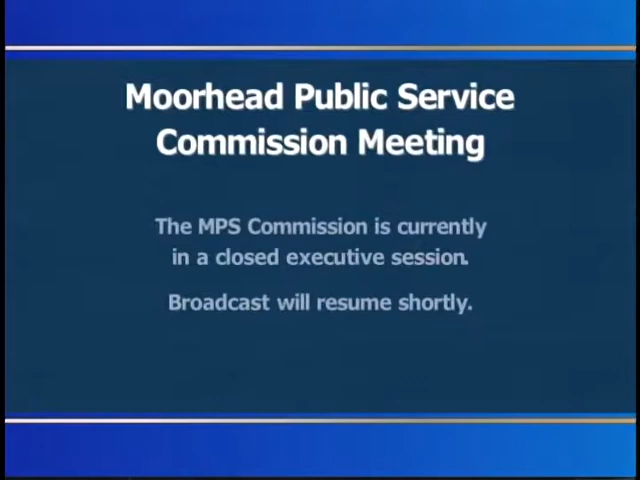 Moorhead Public Service
Commission Meeting
The MPS Commission is currently
in a closed executive session.
Broadcast will resume shortly.